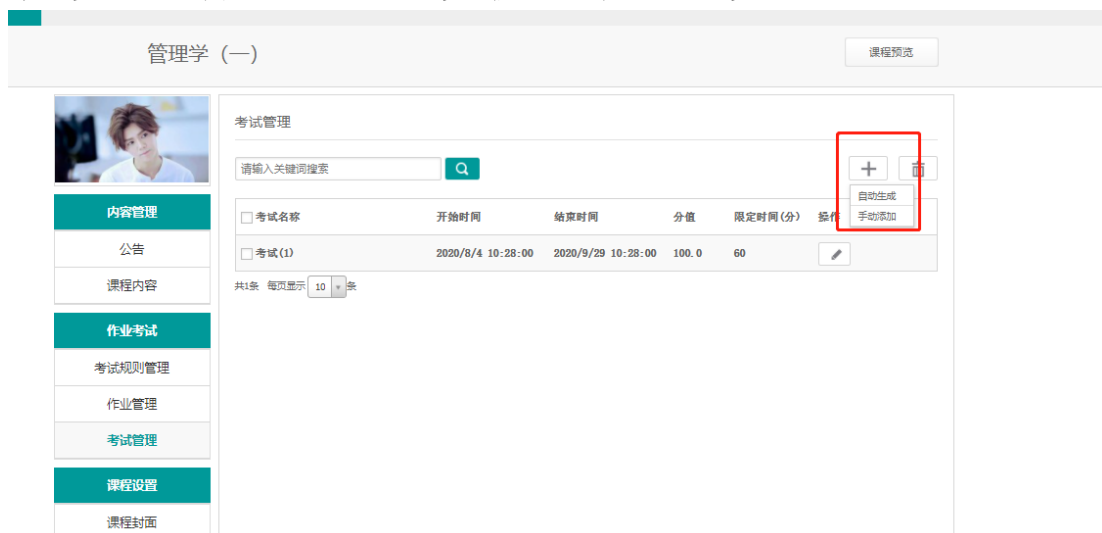 管理学（一）
课程预览
考试管理
请输入关键词搜索
自动生成
手动添加
内容管理
公告
课程内容
作业考试
考试规则管理
作业管理
考试管理
课程设置
课程封面
考试名称 开始时间 结束时间 分值 限定时间(分) 操作
考试(1) 2020/8/4 10:28:00 2020/9/29 10:28:00 100.0 60
共1条 每页显示 10 条